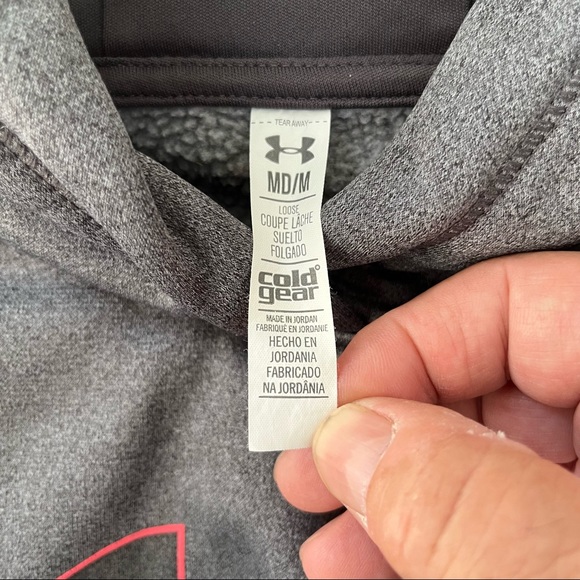 TEAR AWAY
MD/M
LOOSE
COUPE LÂCHE
SUELTO
FOLGADO
cold
gear
MADE IN JORDAN
FABRIQUÉ EN JORDANIE
HECHO EN
JORDANIA
FABRICADO
NA JORDÂNIA